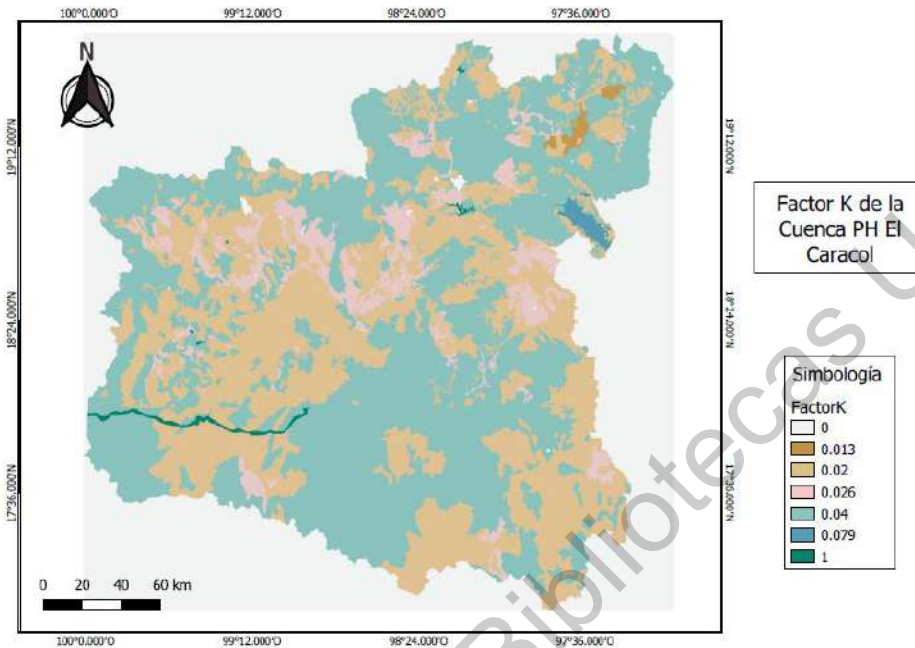 100°0.000'O 99°12.000'O 98°24.000'O 97°36.000'O
N
19°12.000'N
19°12.000'N
18°24.000'N
18°24.000'N
17°36.000'N
17°36.000'N
Factor K de la
Cuenca PH El
Caracol
Simbología
FactorK
0
0.013
0.02
0.026
0.04
0.079
1
0 20 40 60 km
100°0.000'O 99°12.000'O 98°24.000'O 97°36.000'O
Bibliotecas U